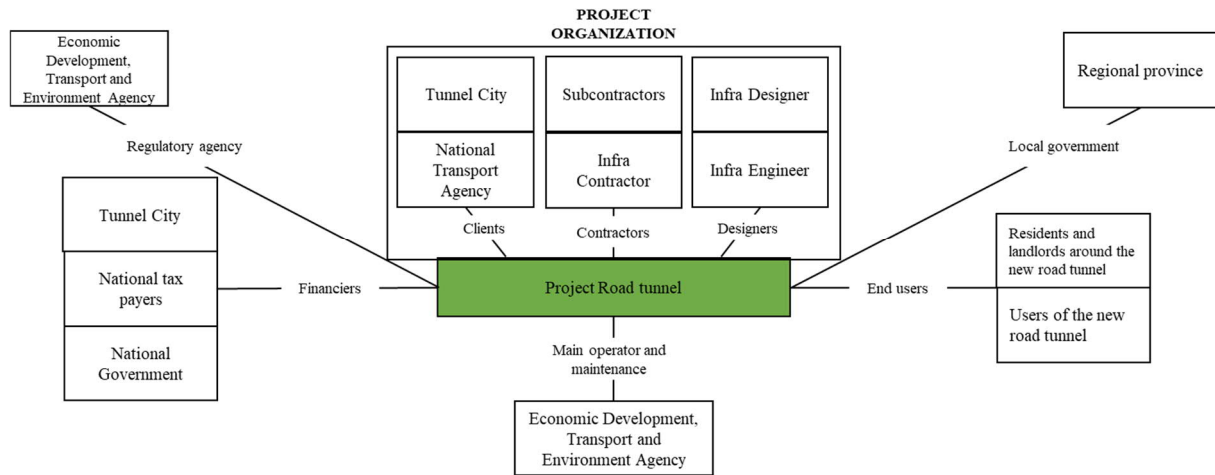 PROJECT
ORGANIZATION
Economic
Development,
Transport and
Environment Agency
Tunnel City
Subcontractors
Infra Designer
Regional province
Regulatory agency
National
Transport
Agency
Infra
Contractor
Infra Engineer
Local government
Tunnel City
Clients
Contractors
Designers
Residents and
landlords around the
new road tunnel
National tax
payers
Financiers
Project Road tunnel
End users
Users of the new
road tunnel
National
Government
Main operator and
maintenance
Economic Development,
Transport and
Environment Agency